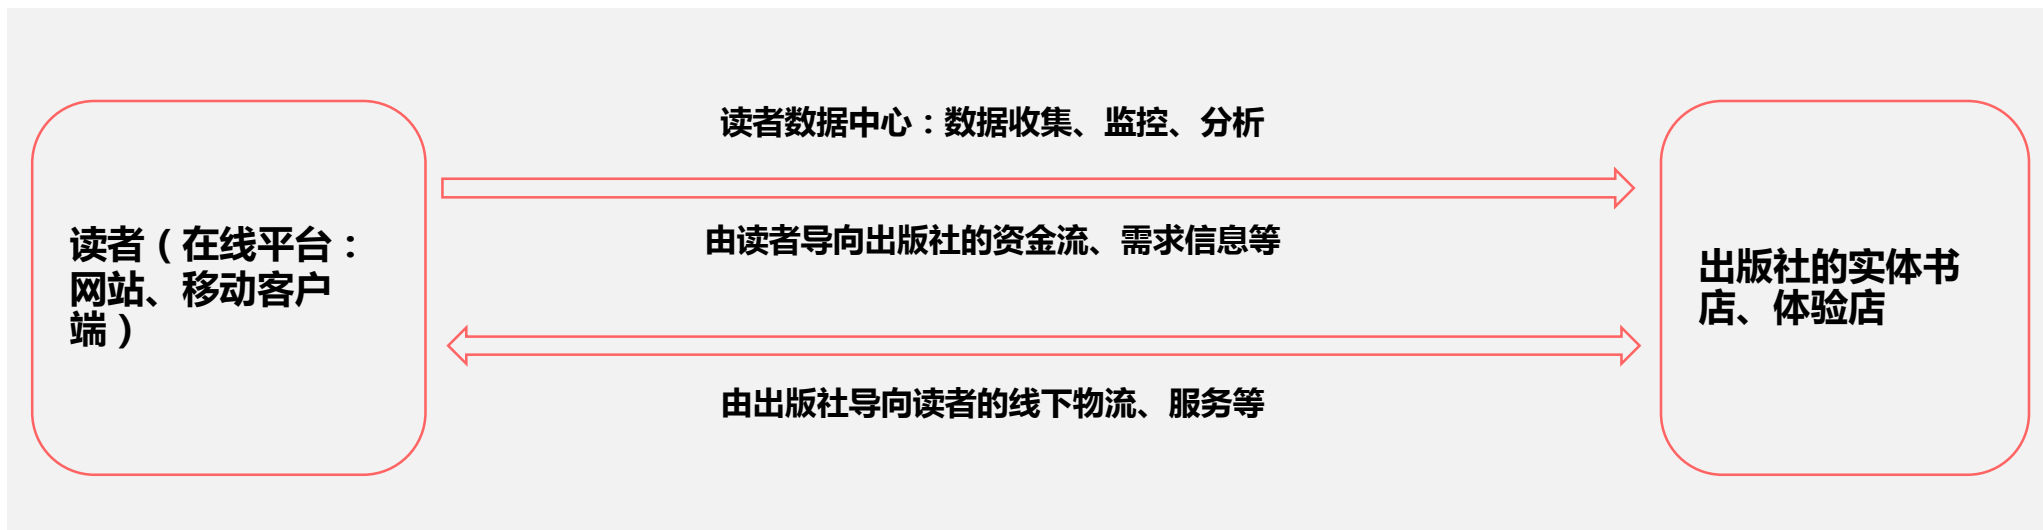 读者数据中心：数据收集、监控、分析
读者（在线平台：
网站、移动客户
端）
由读者导向出版社的资金流、需求信息等
出版社的实体书
店、体验店
由出版社导向读者的线下物流、服务等